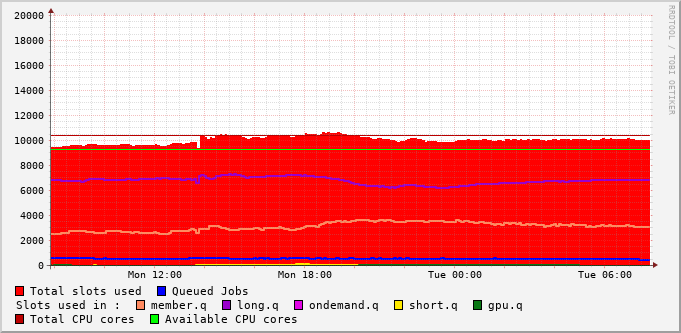 RRDTOOL / TOBI OETIKER
20000
18000
16000
14000
12000
10000
8000
6000
4000
2000
0
Mon 12:00 Mon 18:00 Tue 00:00 Tue 06:00
Total slots used Queued Jobs
Slots used in : member.q long.q ondemand.q short.q gpu.q
Total CPU cores Available CPU cores